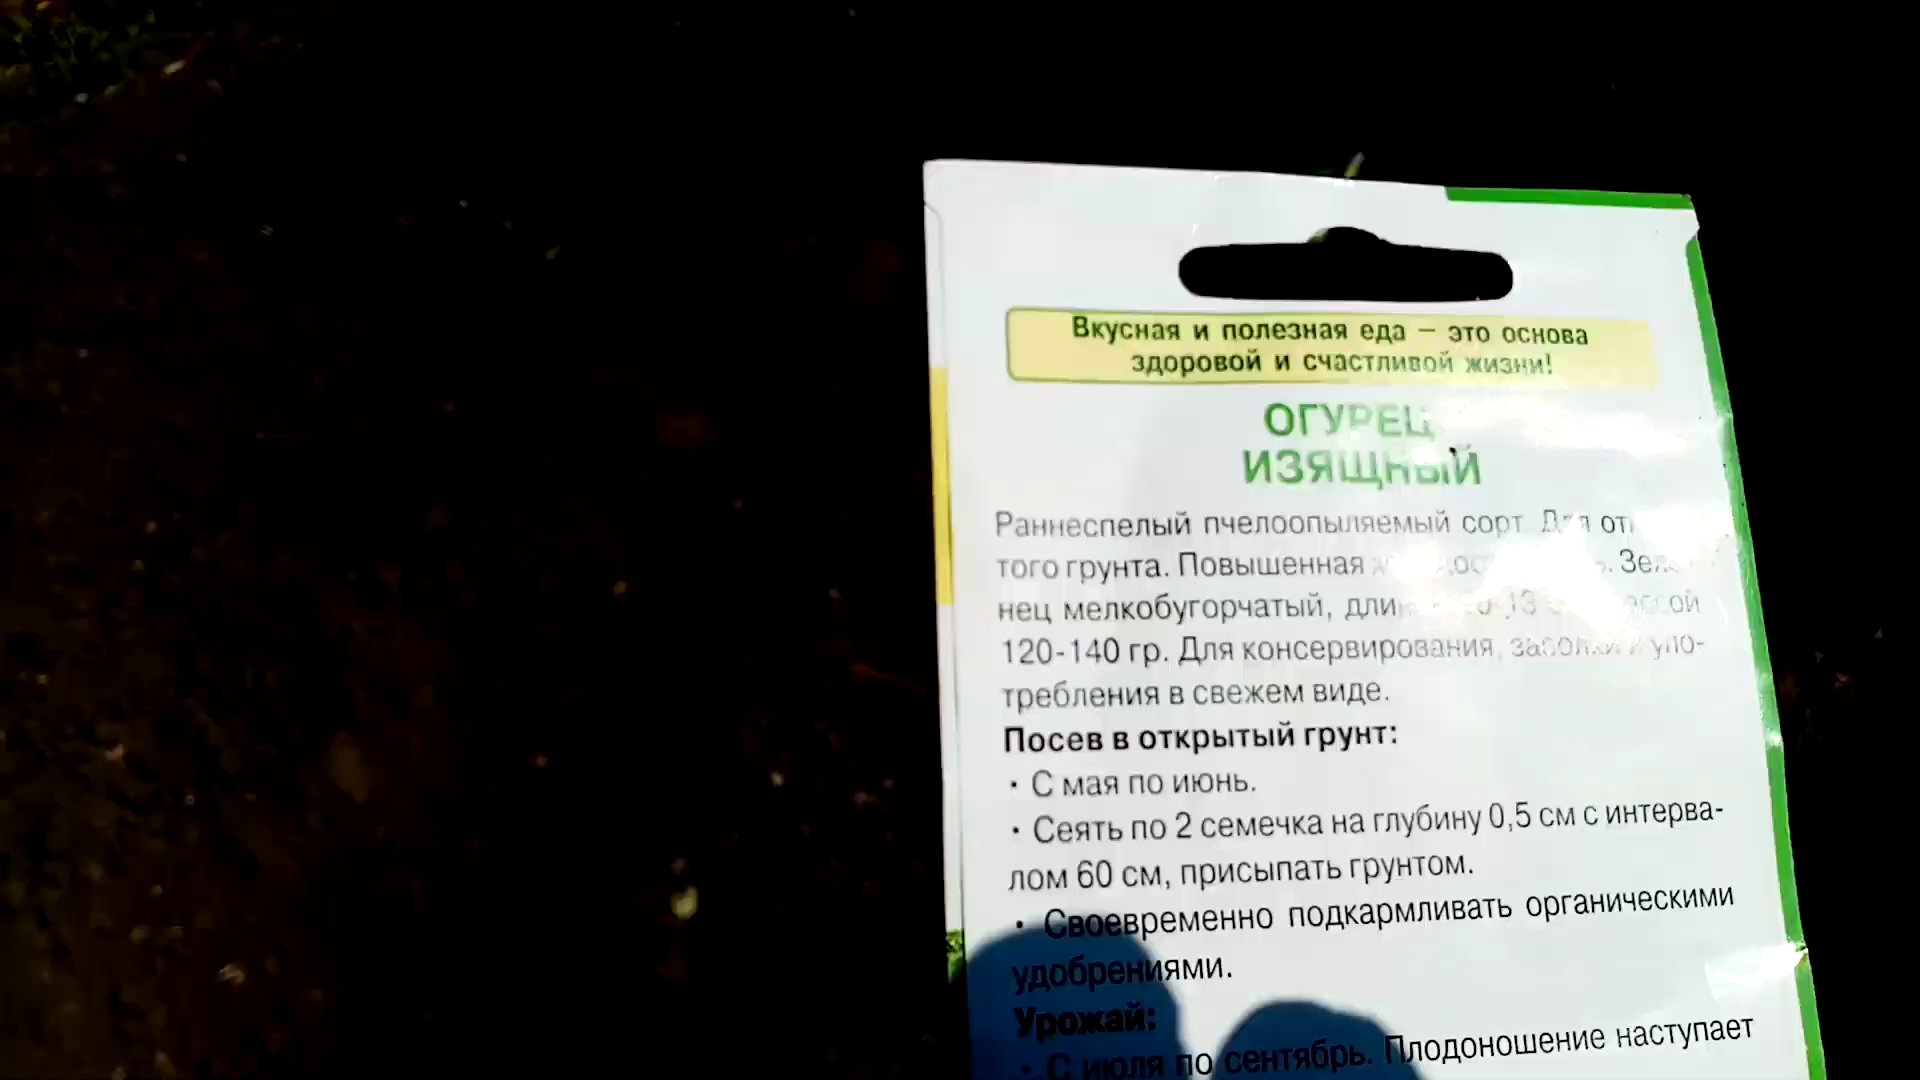 Вкусная и полезная еда – это основа
здоровой и счастливой жизни!
ОГУРЕЦ
ИЗЯЩНЫЙ
Раннеспелый пчелоопыляемый сорт. Для
того грунта. Повышенная
нец мелкобугорчатый,
120-140 гр. Для консервирования, засолки и упо-
требления в свежем виде.
Посев в открытый грунт:
· С мая по июнь.
· Сеять по 2 семечка на глубину 0,5 см с интерва-
лом 60 см, присыпать грунтом.
· Своевременно подкармливать органическими
удобрениями.
Урожай:
· С июля по сентябрь. Плодоношение наступает